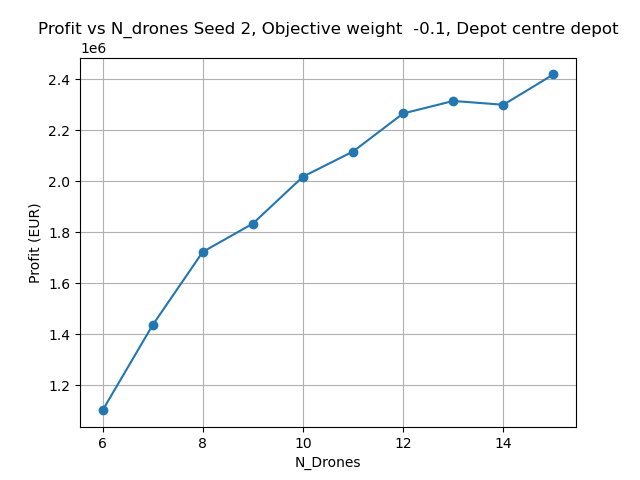 Profit vs N_drones Seed 2, Objective weight  -0.1, Depot centre depot
1e6
2.4
2.2
2.0
1.8
1.6
1.4
1.2
Profit (EUR)
6 8 10 12 14
N_Drones